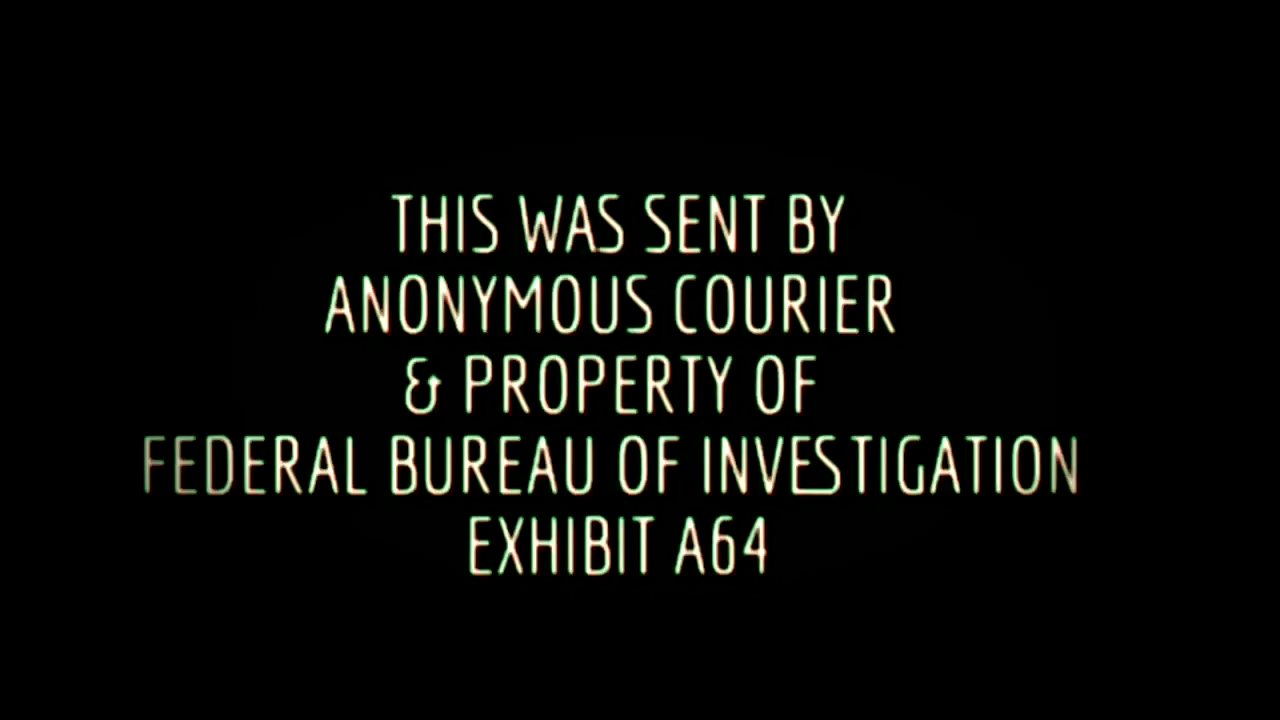 THIS WAS SENT BY
ANONYMOUS COURIER
& PROPERTY OF
FEDERAL BUREAU OF INVESTIGATION
EXHIBIT A64